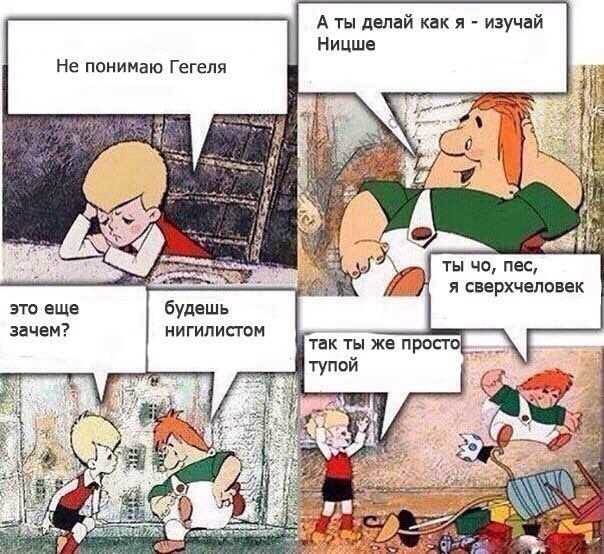 Не понимаю Гегеля
А ты делай как я - изучай
Ницше
это еще
зачем?
будешь
нигилистом
так ты же просто
тупой
ты чо, пес,
я сверхчеловек